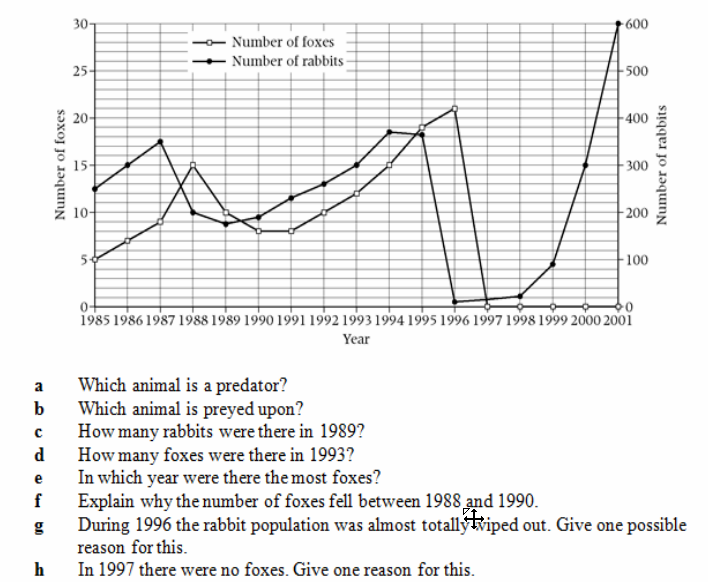 30
600
Number of foxes
Number of rabbits
25
500
20
400
15
300
10
200
5
100
0
0
Number of foxes
Number of rabbits
1985 1986 1987 1988 1989 1990 1991 1992 1993 1994 1995 1996 1997 1998 1999 2000 2001
Year
a Which animal is a predator?
b Which animal is preyed upon?
c How many rabbits were there in 1989?
d How many foxes were there in 1993?
e In which year were there the most foxes?
f Explain why the number of foxes fell between 1988 and 1990.
g During 1996 the rabbit population was almost totally wiped out. Give one possible
reason for this.
h In 1997 there were no foxes. Give one reason for this.